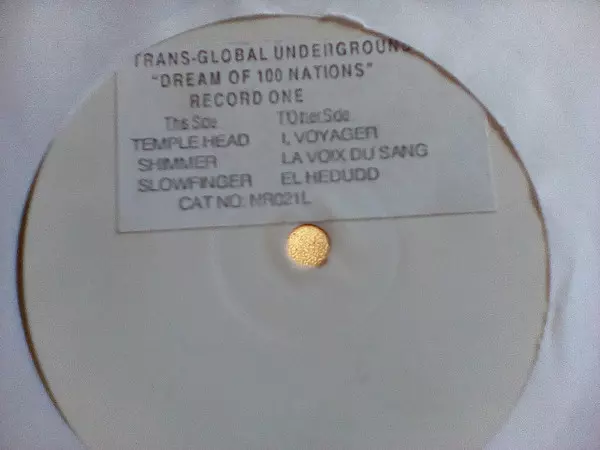 TRANS-GLOBAL UNDERGROUND
"DREAM OF 100 NATIONS"
RECORD ONE
This Side T'Other Side
TEMPLE HEAD I, VOYAGER
SHIMMER LA VOIX DU SANG
SLOWFINGER EL HEDUDD
CAT NO: NR021L